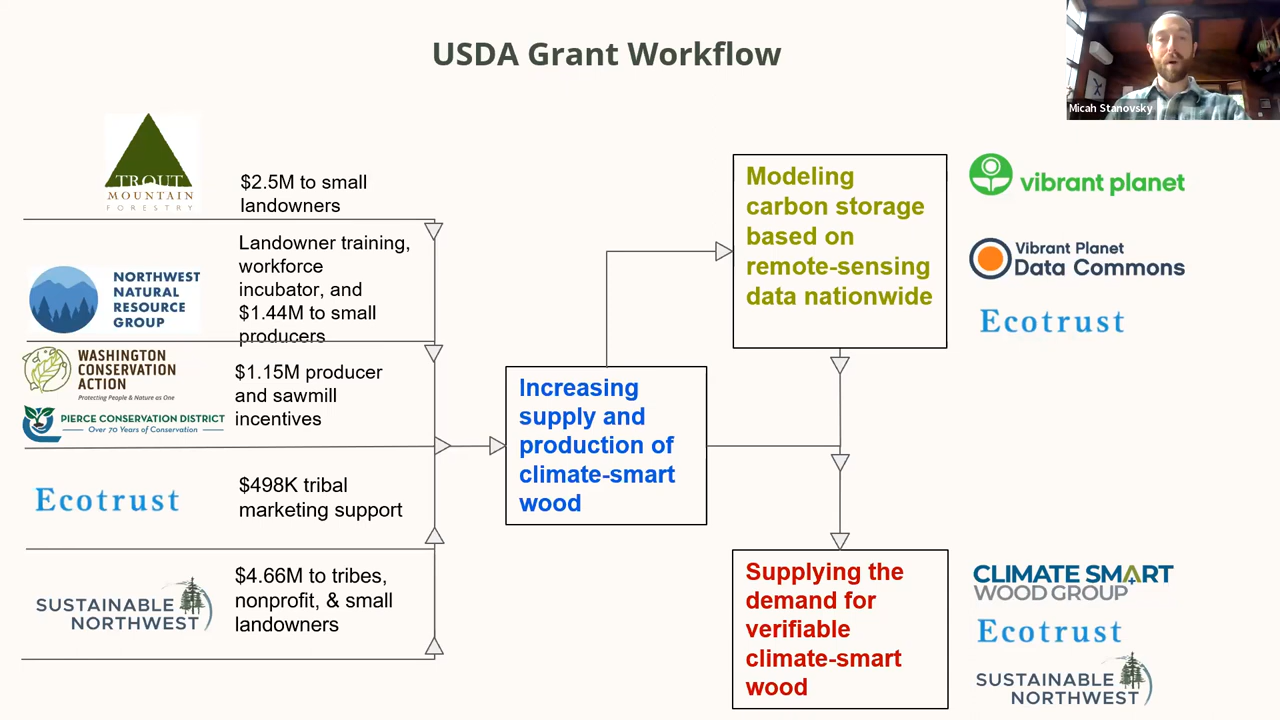 USDA Grant Workflow
Micah Stanovsky
TROUT
MOUNTAIN
FORESTRY
$2.5M to small
landowners
NORTHWEST
NATURAL
RESOURCE
GROUP
Landowner training,
workforce
incubator, and
$1.44M to small
producers
WASHINGTON
CONSERVATION
ACTION
Protecting People & Nature as One
PIERCE CONSERVATION DISTRICT
Over 70 Years of Conservation
$1.15M producer
and sawmill
incentives
Ecotrust
$498K tribal
marketing support
SUSTAINABLE
NORTHWEST
$4.66M to tribes,
nonprofit, & small
landowners
Increasing
supply and
production of
climate-smart
wood
Modeling
carbon storage
based on
remote-sensing
data nationwide
vibrant planet
Vibrant Planet
Data Commons
Ecotrust
Supplying the
demand for
verifiable
climate-smart
wood
CLIMATE SMART
WOOD GROUP
Ecotrust
SUSTAINABLE
NORTHWEST